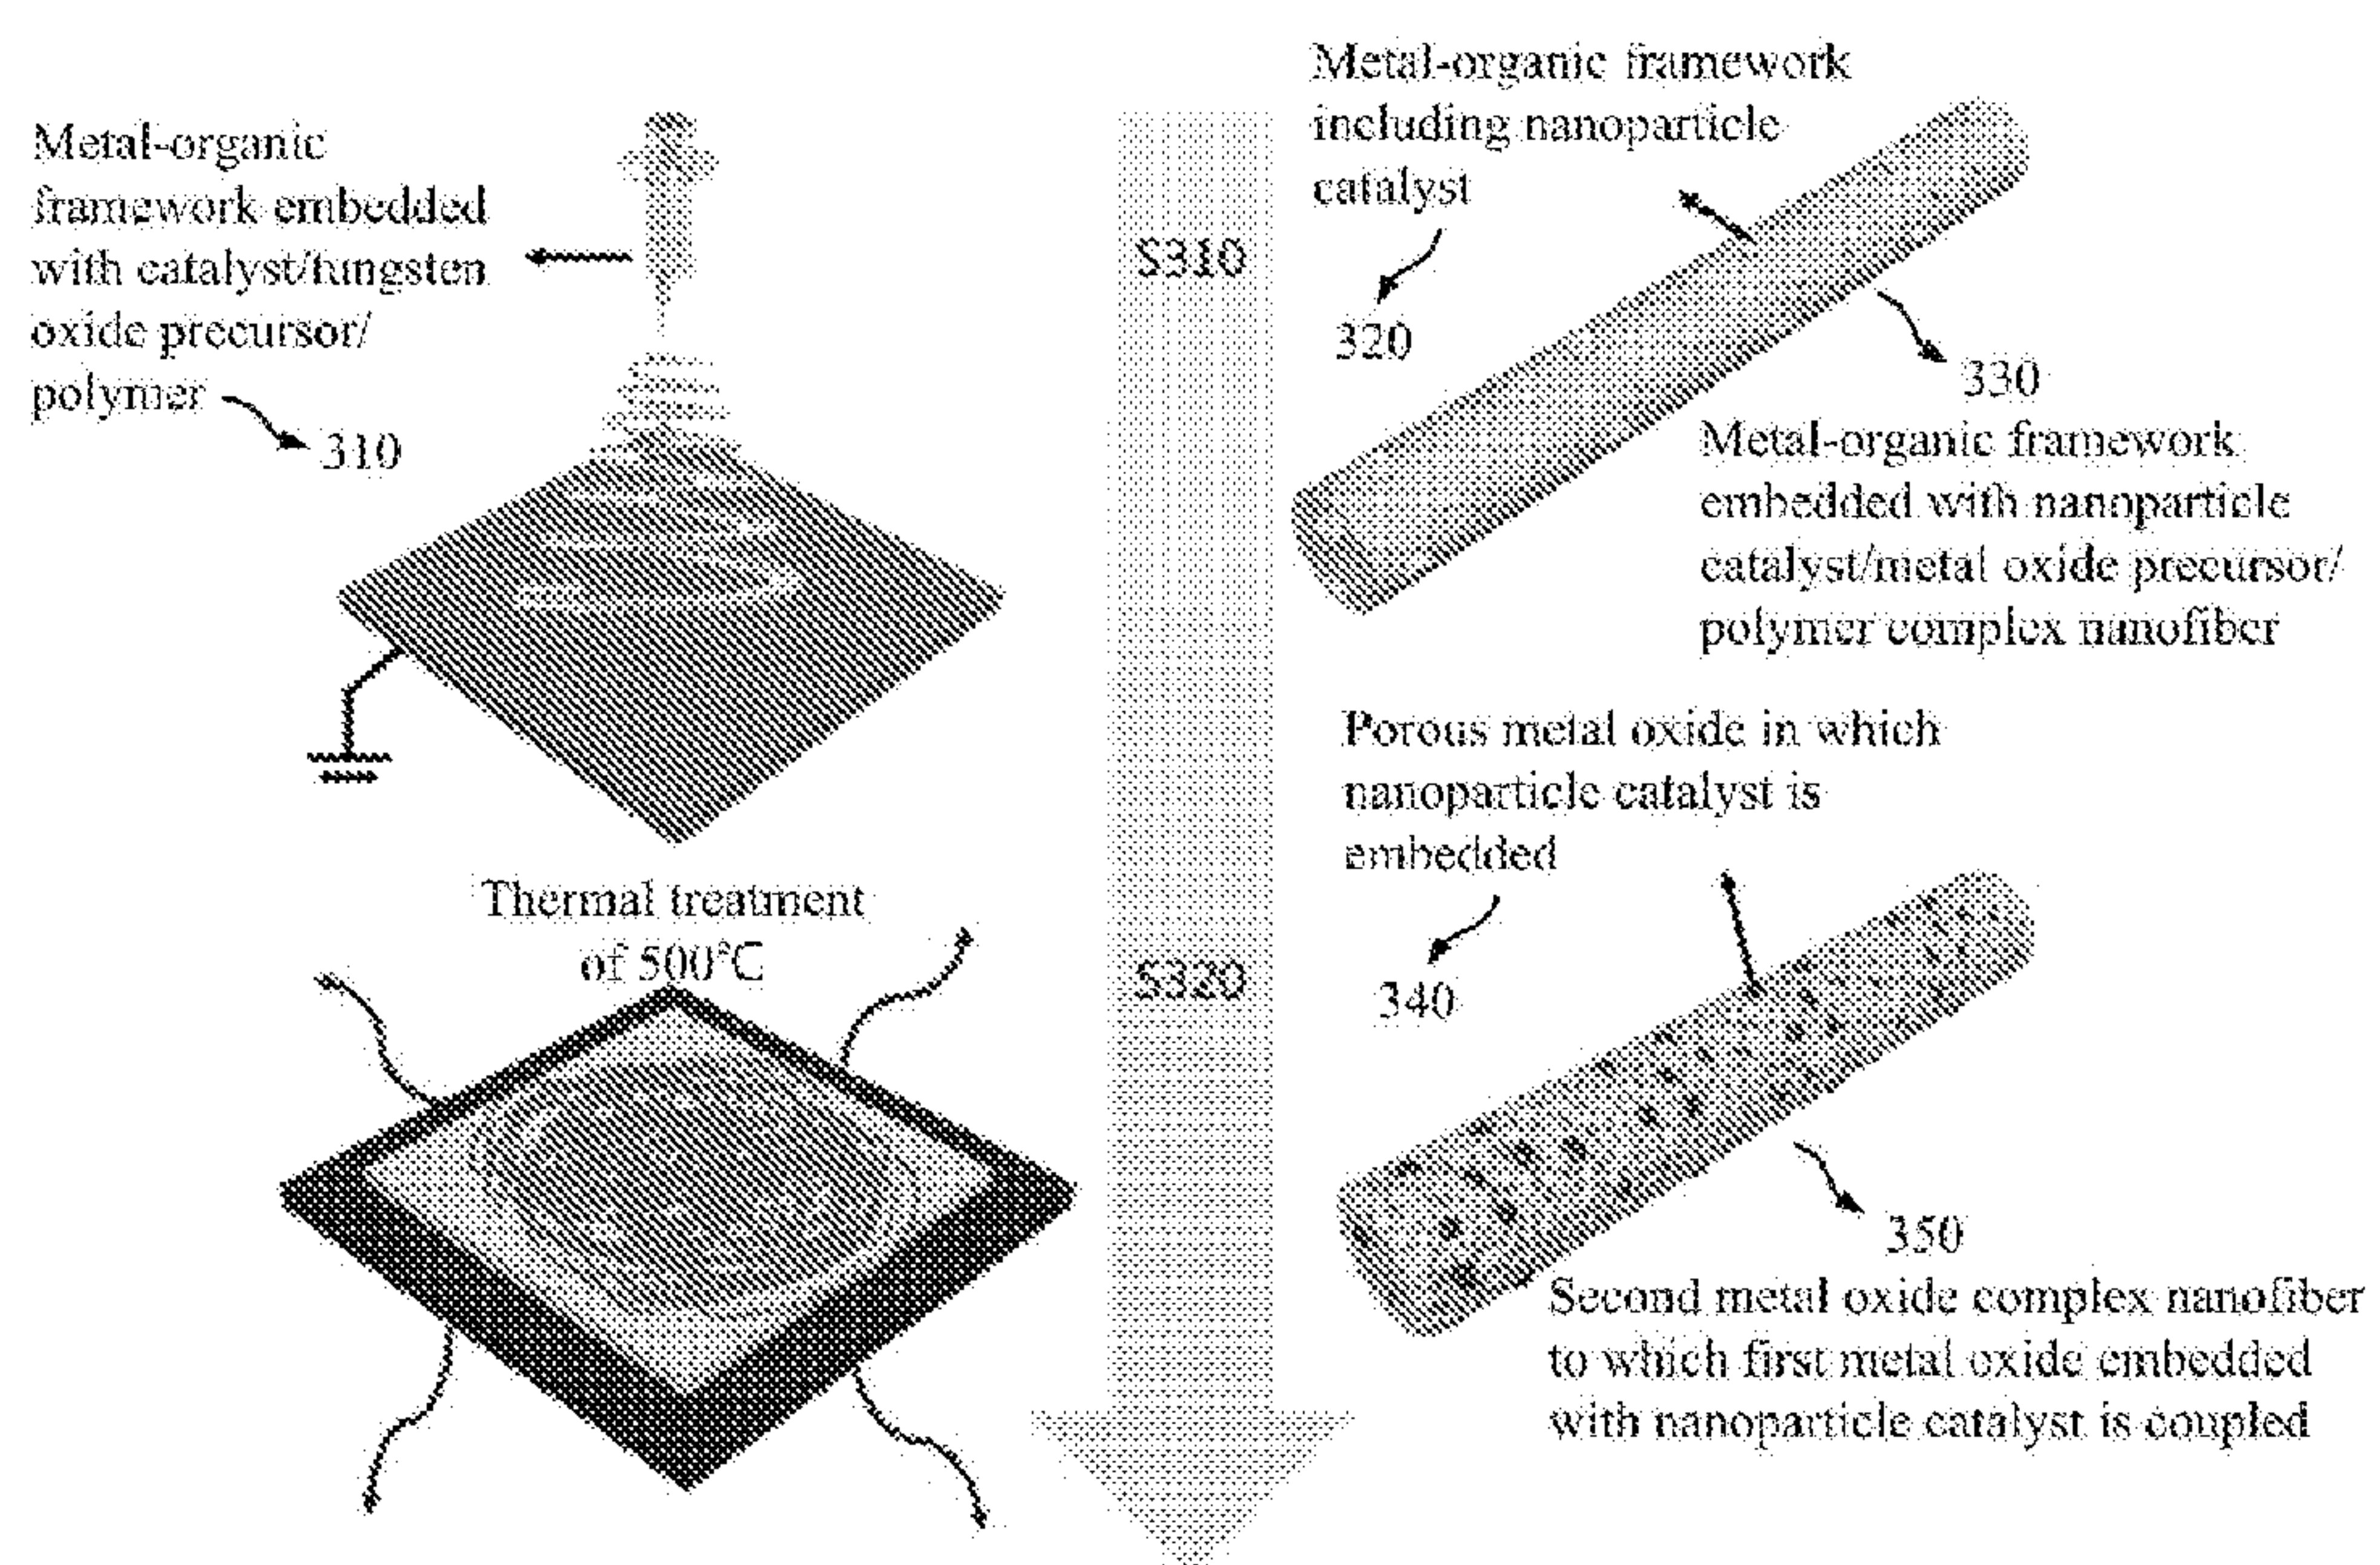 Metal-organic
framework embedded
with catalyst/tungsten
oxide precursor/
polymer
310
Thermal treatment
of 500°C
S310
S320
Metal-organic framework
including nanoparticle
catalyst
320
330
Metal-organic framework
embedded with nanoparticle
catalyst/metal oxide precursor/
polymer complex nanofiber
Porous metal oxide in which
nanoparticle catalyst is
embedded
340
350
Second metal oxide complex nanofiber
to which first metal oxide embedded
with nanoparticle catalyst is coupled